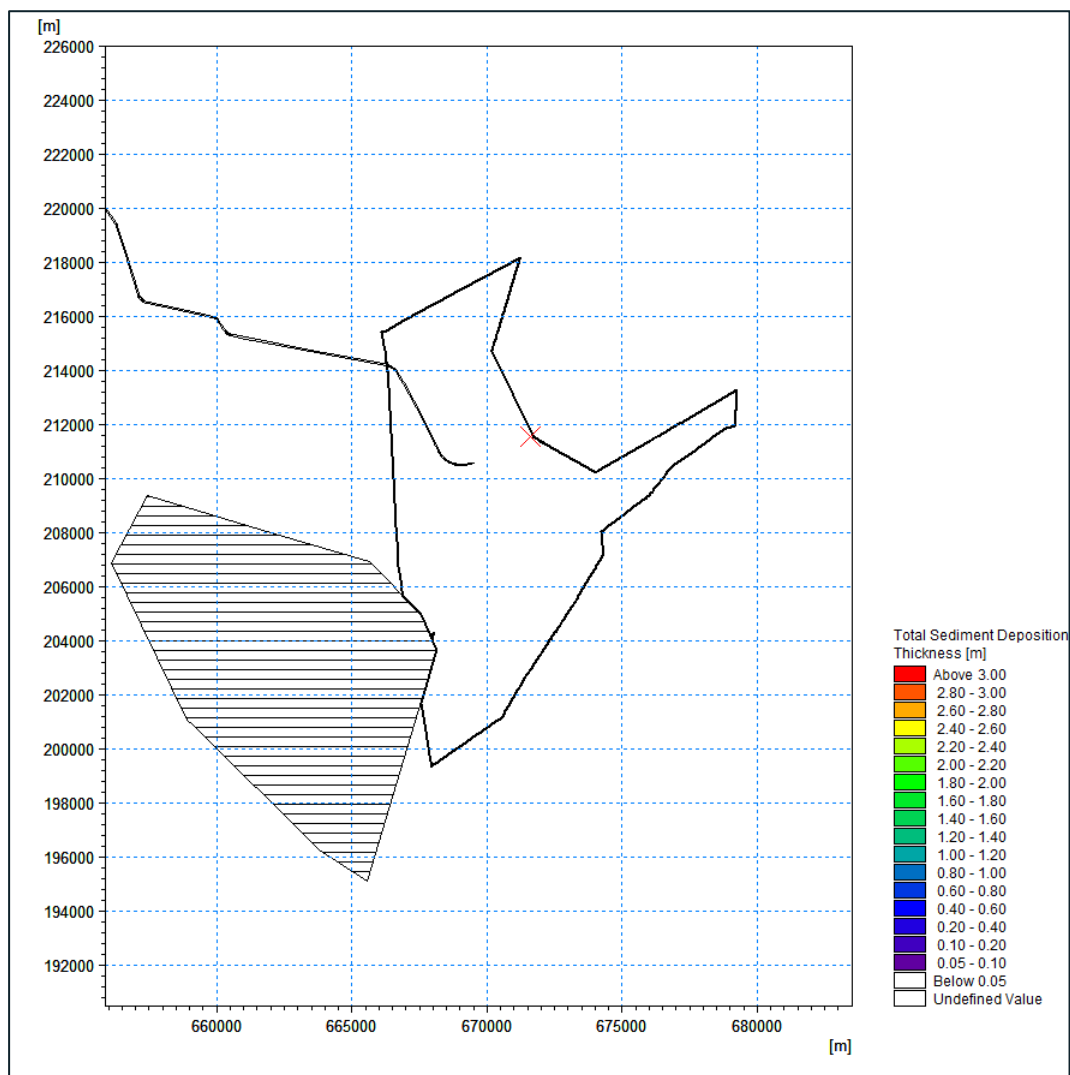 [m]
226000
224000
222000
220000
218000
216000
214000
212000
210000
208000
206000
204000
202000
200000
198000
196000
194000
192000
660000 665000 670000 675000 680000
[m]
Total Sediment Deposition
Thickness [m]
Above 3.00
2.80 - 3.00
2.60 - 2.80
2.40 - 2.60
2.20 - 2.40
2.00 - 2.20
1.80 - 2.00
1.60 - 1.80
1.40 - 1.60
1.20 - 1.40
1.00 - 1.20
0.80 - 1.00
0.60 - 0.80
0.40 - 0.60
0.20 - 0.40
0.10 - 0.20
0.05 - 0.10
Below 0.05
Undefined Value